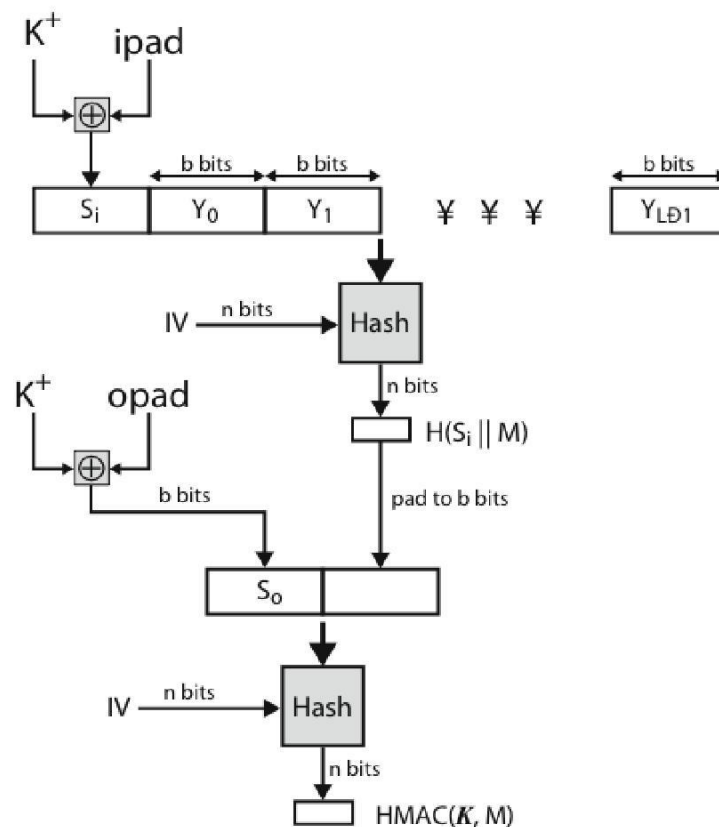 K+ ipad
⊕
b bits b bits b bits
Si Y0 Y1 ¥ ¥ ¥ YLÐ1
IV n bits Hash
n bits
K+ opad
H(Si || M)
⊕
b bits
pad to b bits
So
IV n bits Hash
n bits
HMAC(K, M)